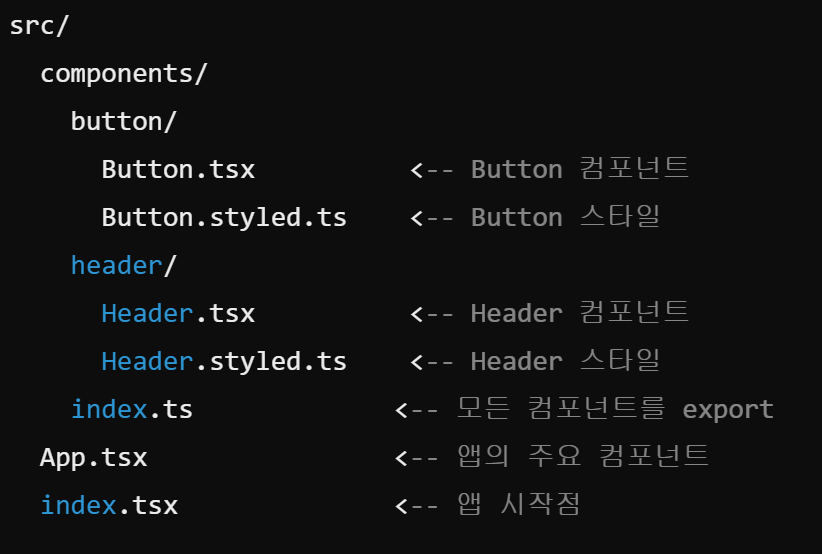 src/
components/
button/
Button.tsx <-- Button 컴포넌트
Button.styled.ts <-- Button 스타일
header/
Header.tsx <-- Header 컴포넌트
Header.styled.ts <-- Header 스타일
index.ts <-- 모든 컴포넌트를 export
App.tsx <-- 앱의 주요 컴포넌트
index.tsx <-- 앱 시작점